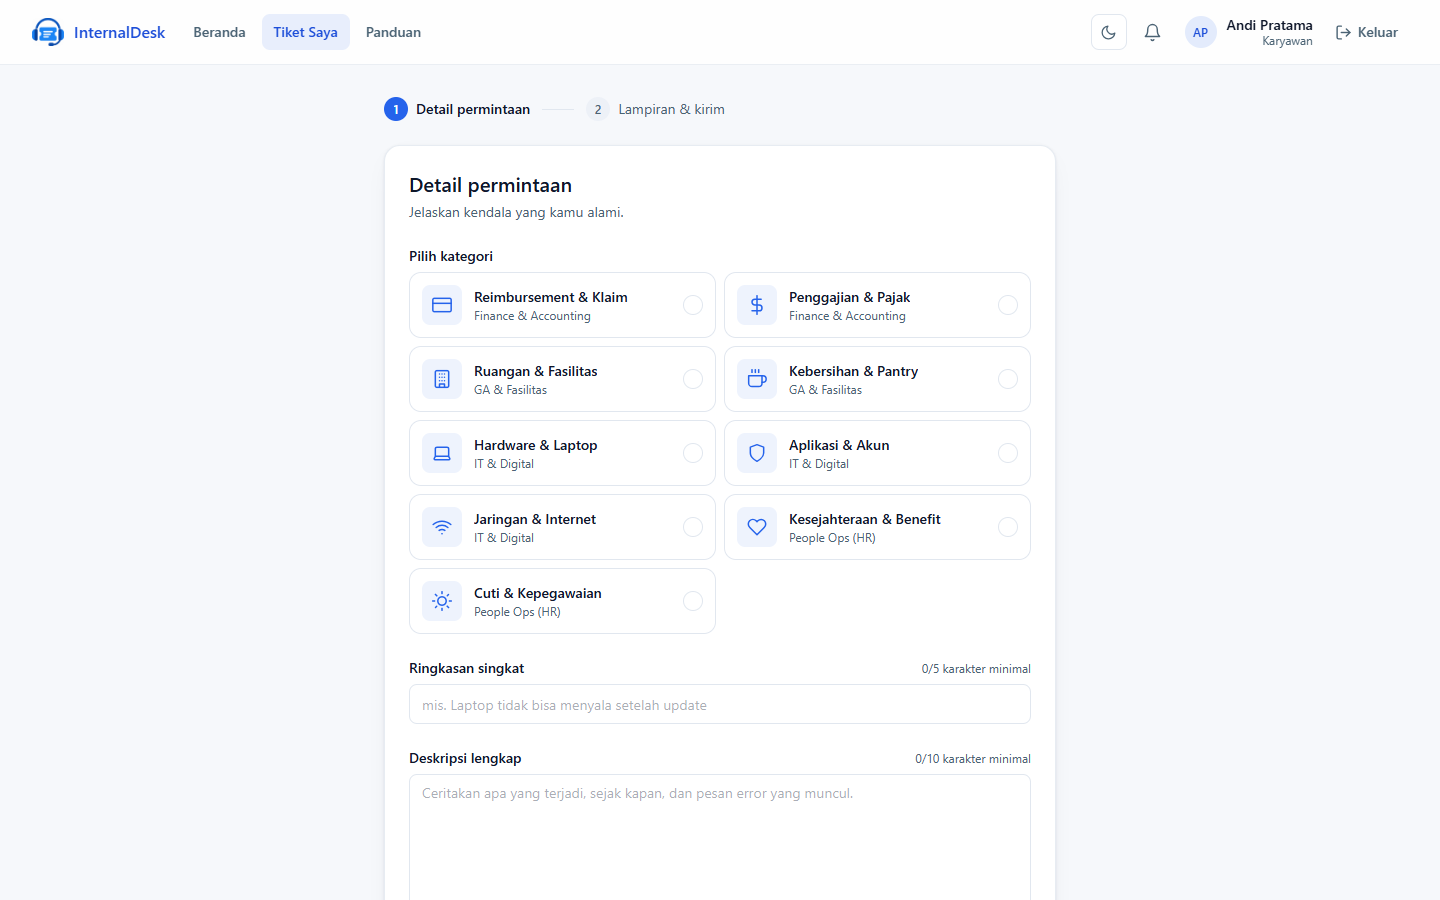 InternalDesk
Beranda
Tiket Saya
Panduan
AP
Andi Pratama
Karyawan
Keluar
1 Detail permintaan
2 Lampiran & kirim
Detail permintaan
Jelaskan kendala yang kamu alami.
Pilih kategori
Reimbursement & Klaim
Finance & Accounting
Penggajian & Pajak
Finance & Accounting
Ruangan & Fasilitas
GA & Fasilitas
Kebersihan & Pantry
GA & Fasilitas
Hardware & Laptop
IT & Digital
Aplikasi & Akun
IT & Digital
Jaringan & Internet
IT & Digital
Kesejahteraan & Benefit
People Ops (HR)
Cuti & Kepegawaian
People Ops (HR)
Ringkasan singkat
0/5 karakter minimal
mis. Laptop tidak bisa menyala setelah update
Deskripsi lengkap
0/10 karakter minimal
Ceritakan apa yang terjadi, sejak kapan, dan pesan error yang muncul.